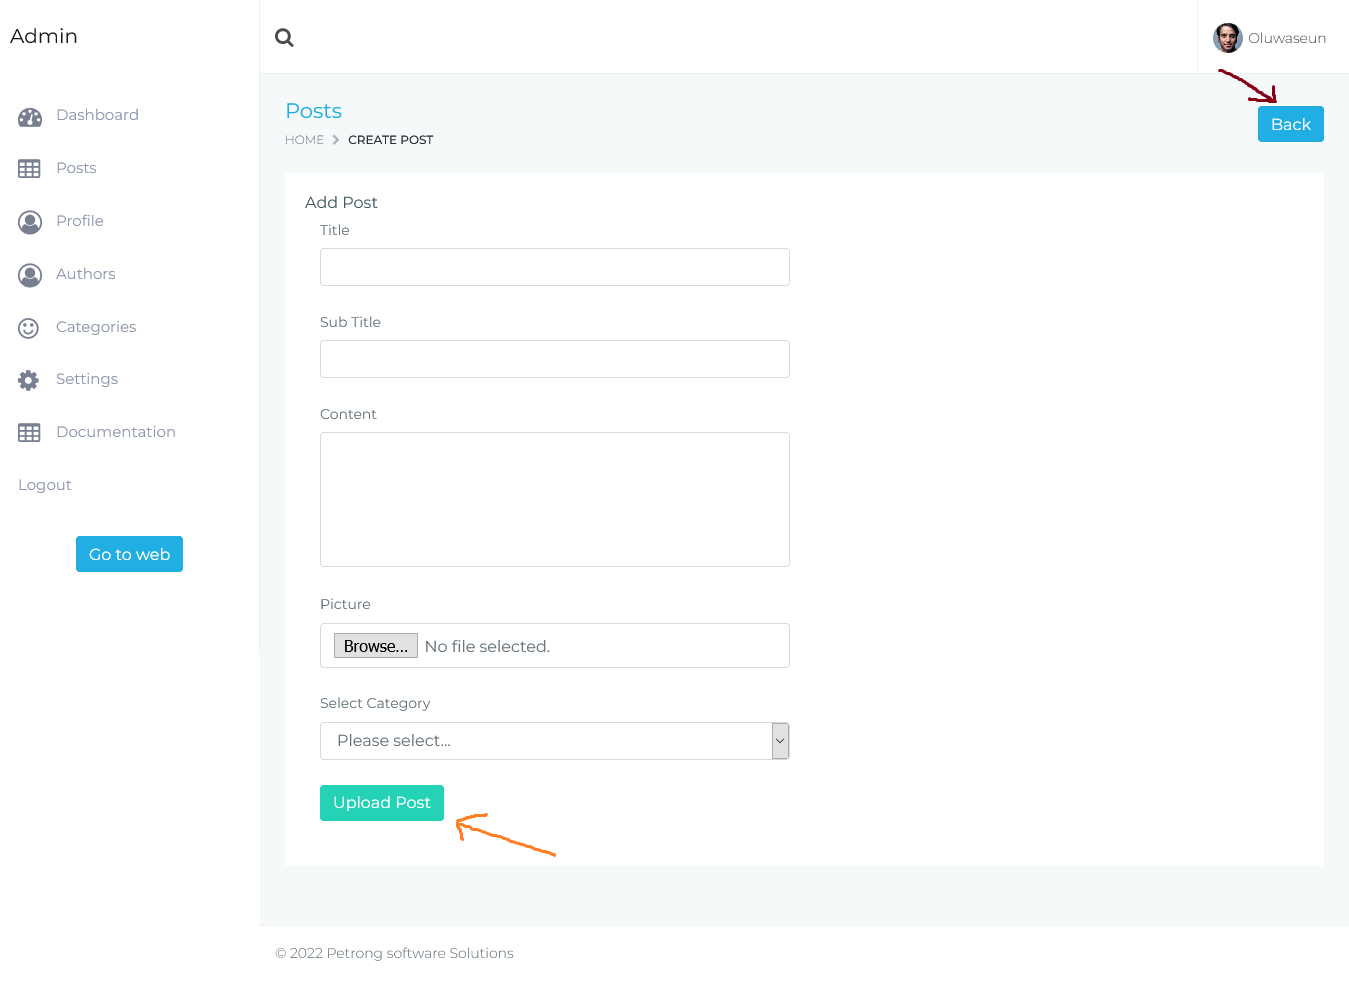 Admin
Oluwaseun
Dashboard
Posts
Profile
Authors
Categories
Settings
Documentation
Logout
Go to web
Posts
HOME CREATE POST
Back
Add Post
Title
Sub Title
Content
Picture
Browse... No file selected.
Select Category
Please select...
Upload Post
© 2022 Petrong software Solutions